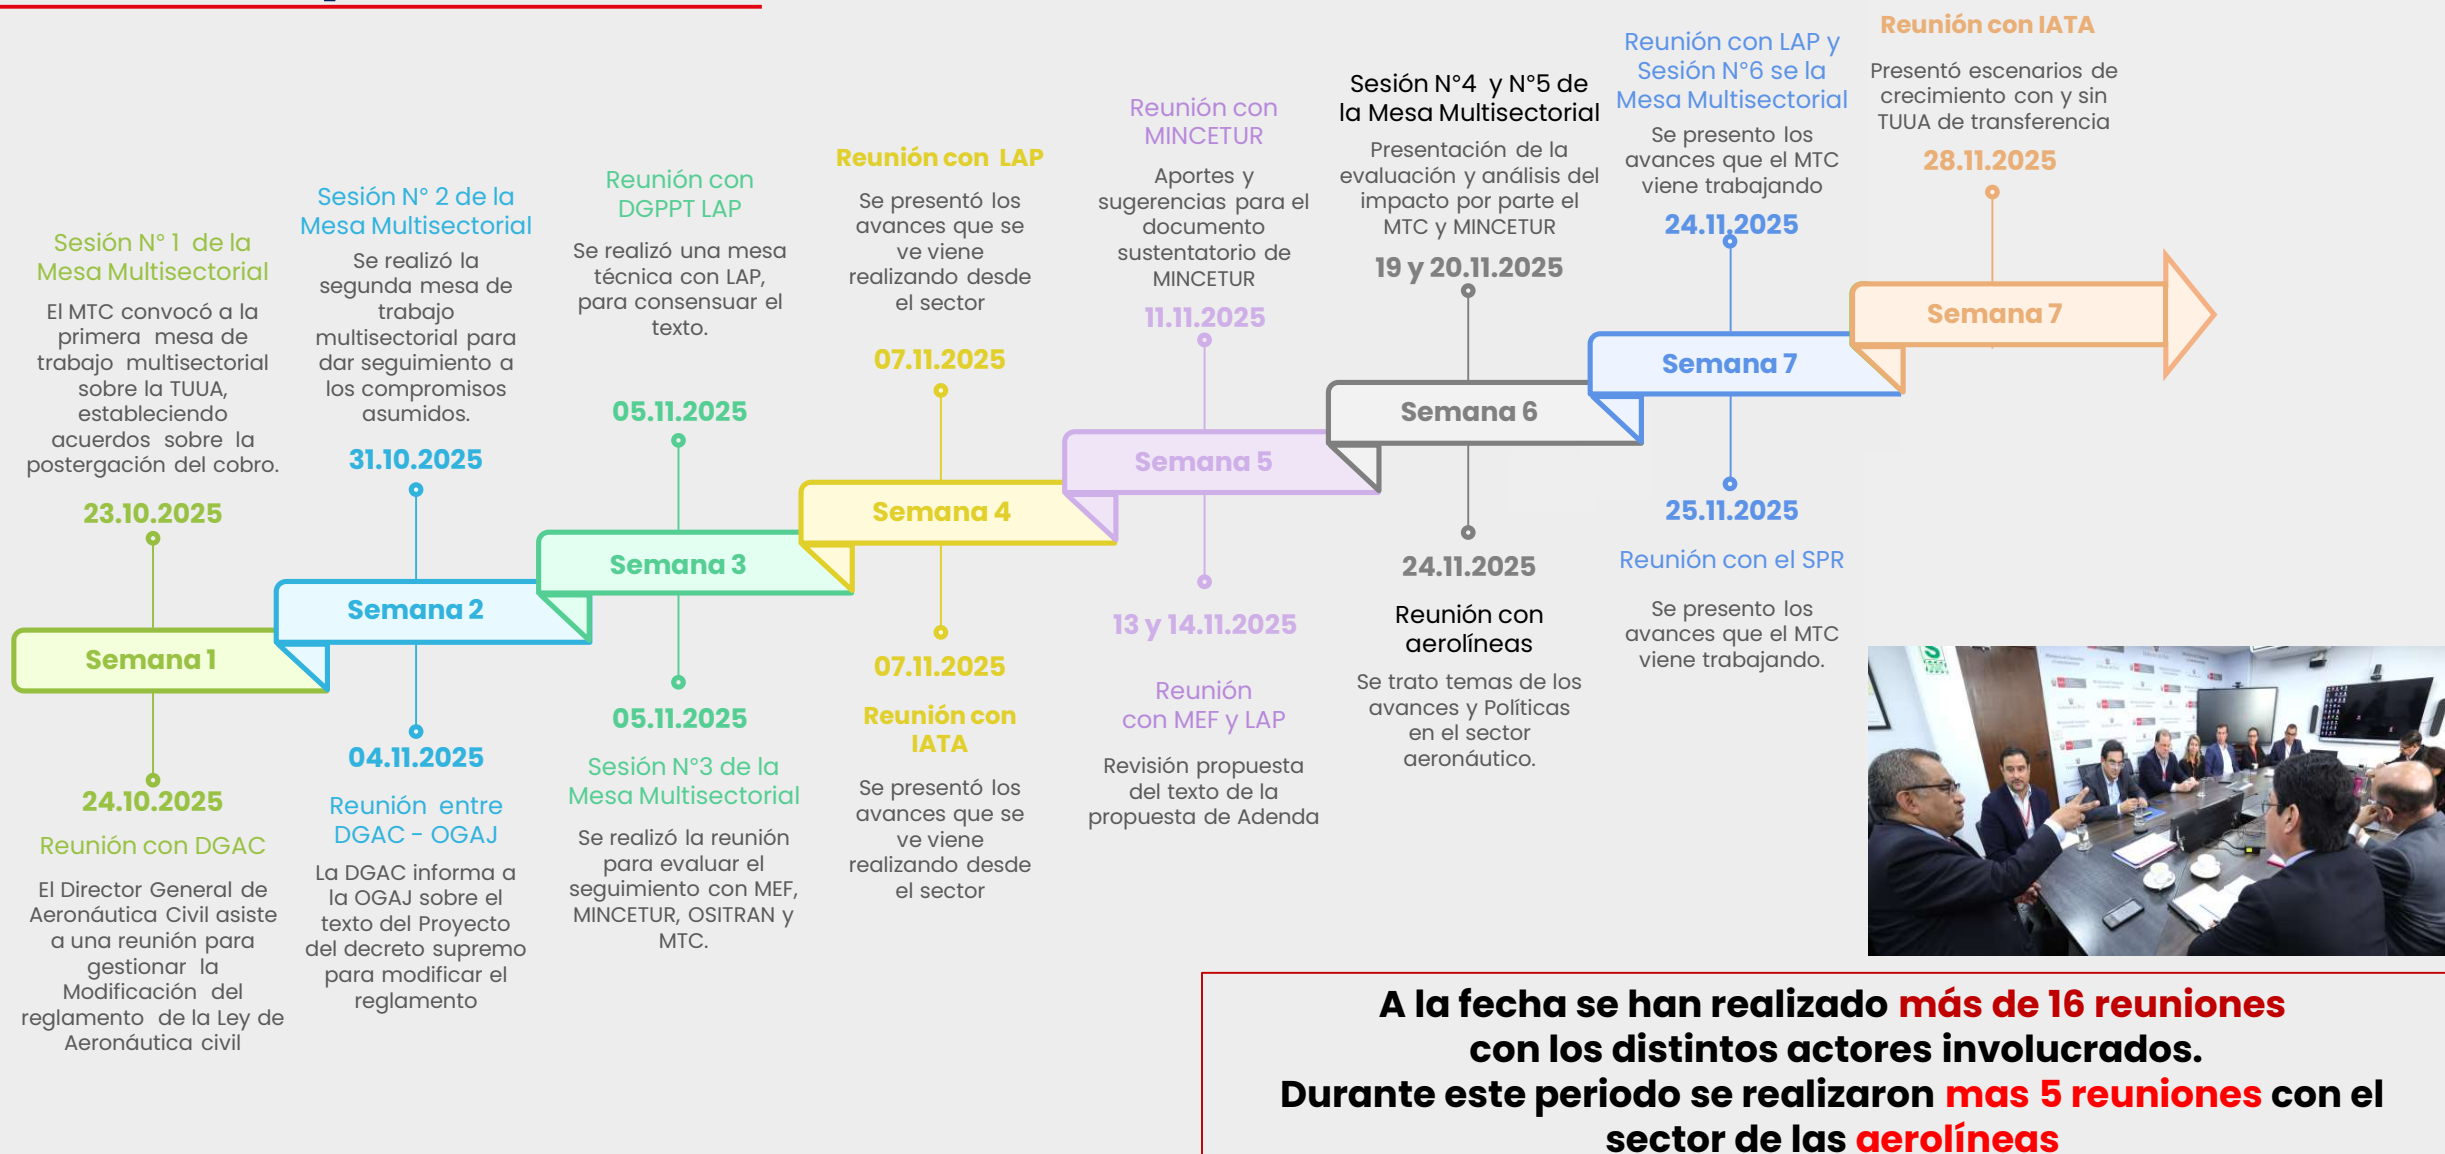 Sesión N° 1 de la
Mesa Multisectorial
El MTC convocó a la
primera mesa de
trabajo multisectorial
sobre la TUUA,
estableciendo
acuerdos sobre la
postergación del cobro.
23.10.2025
Semana 1
24.10.2025
Reunión con DGAC
El Director General de
Aeronáutica Civil asiste
a una reunión para
gestionar la
Modificación del
reglamento de la Ley de
Aeronáutica civil
Sesión N° 2 de la
Mesa Multisectorial
Se realizó la
segunda mesa de
trabajo
multisectorial para
dar seguimiento a
los compromisos
asumidos.
31.10.2025
Semana 2
04.11.2025
Reunión entre
DGAC - OGAJ
La DGAC informa a
la OGAJ sobre el
texto del Proyecto
del decreto supremo
para modificar el
reglamento
Reunión con
DGPPT LAP
Se realizó una mesa
técnica con LAP,
para consensuar el
texto.
05.11.2025
Semana 3
05.11.2025
Sesión N°3 de la
Mesa Multisectorial
Se realizó la reunión
para evaluar el
seguimiento con MEF,
MINCETUR, OSITRAN y
MTC.
Reunión con LAP
Se presentó los
avances que se
ve viene
realizando desde
el sector
07.11.2025
Semana 4
07.11.2025
Reunión con
IATA
Se presentó los
avances que se
ve viene
realizando desde
el sector
Reunión con
MINCETUR
Aportes y
sugerencias para el
documento
sustentatorio de
MINCETUR
11.11.2025
Semana 5
13 y 14.11.2025
Reunión
con MEF y LAP
Revisión propuesta
del texto de la
propuesta de Adenda
Sesión N°4 y N°5 de
la Mesa Multisectorial
Presentación de la
evaluación y análisis del
impacto por parte el
MTC y MINCETUR
19 y 20.11.2025
Semana 6
24.11.2025
Reunión con
aerolíneas
Se trato temas de los
avances y Políticas
en el sector
aeronáutico.
Reunión con LAP y
Sesión N°6 se la
Mesa Multisectorial
Se presento los
avances que el MTC
viene trabajando
24.11.2025
Semana 7
25.11.2025
Reunión con el SPR
Se presento los
avances que el MTC
viene trabajando.
Reunión con IATA
Presentó escenarios de
crecimiento con y sin
TUUA de transferencia
28.11.2025
Semana 7
A la fecha se han realizado más de 16 reuniones
con los distintos actores involucrados.
Durante este periodo se realizaron mas 5 reuniones con el
sector de las aerolíneas